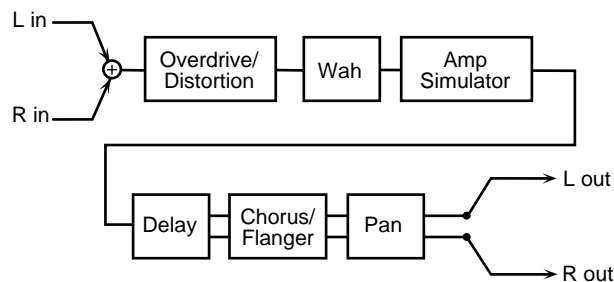 L in
R in
+
Overdrive/
Distortion
Wah
Amp
Simulator
Delay
Chorus/
Flanger
Pan
L out
R out